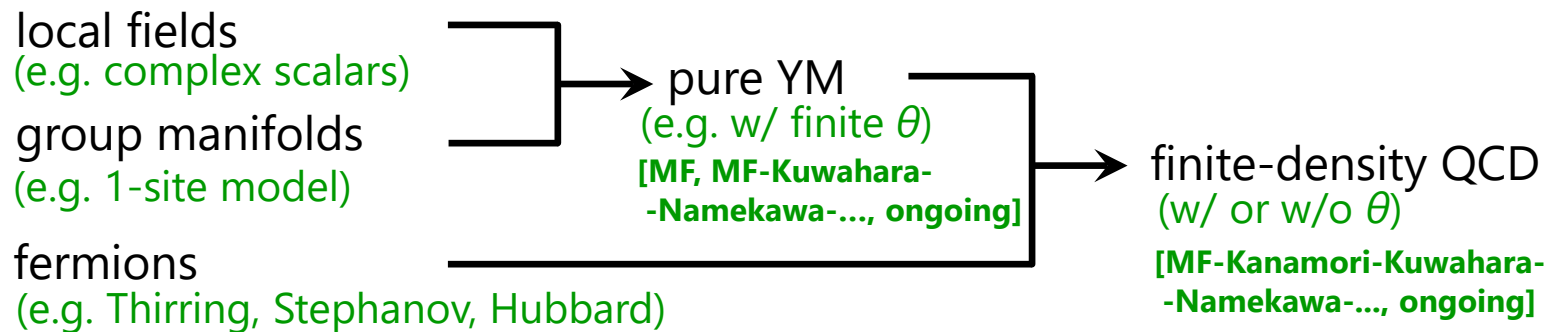 local fields
(e.g. complex scalars)
group manifolds
(e.g. 1-site model)
fermions
(e.g. Thirring, Stephanov, Hubbard)
pure YM
(e.g. w/ finite θ)
[MF, MF-Kuwahara-
-Namekawa-..., ongoing]
finite-density QCD
(w/ or w/o θ)
[MF-Kanamori-Kuwahara-
-Namekawa-..., ongoing]